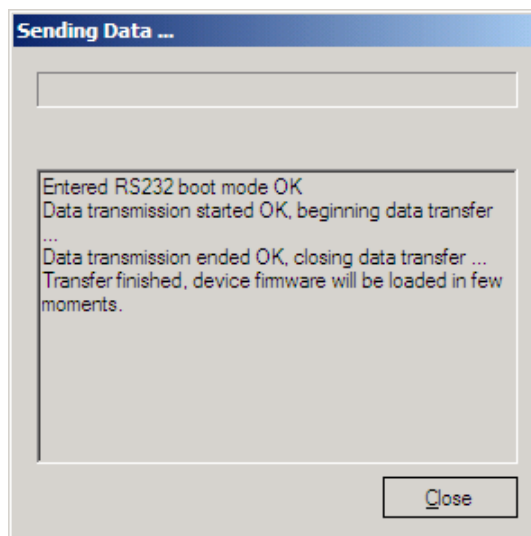 Sending Data ...
Entered RS232 boot mode OK
Data transmission started OK, beginning data transfer
...
Data transmission ended OK, closing data transfer ...
Transfer finished, device firmware will be loaded in few
moments.
Close